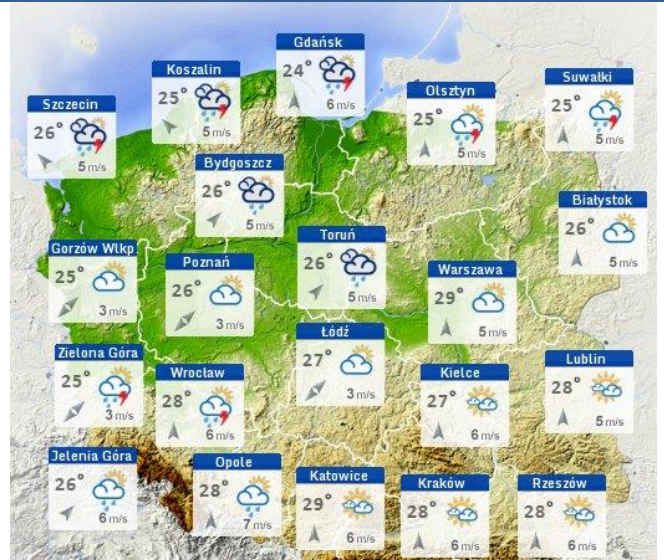 Gdańsk
24°
6 m/s
Koszalin
25°
5 m/s
Suwałki
25°
5 m/s
Olsztyn
25°
5 m/s
Szczecin
26°
5 m/s
Bydgoszcz
26°
5 m/s
Białystok
26°
5 m/s
Toruń
26°
5 m/s
Gorzów Wlkp
25°
3 m/s
Poznań
26°
3 m/s
Warszawa
29°
5 m/s
Łódź
27°
3 m/s
Zielona Góra
25°
3 m/s
Wrocław
28°
6 m/s
Kielce
27°
6 m/s
Lublin
28°
5 m/s
Jelenia Góra
26°
6 m/s
Opole
28°
7 m/s
Katowice
29°
6 m/s
Kraków
28°
6 m/s
Rzeszów
28°
6 m/s